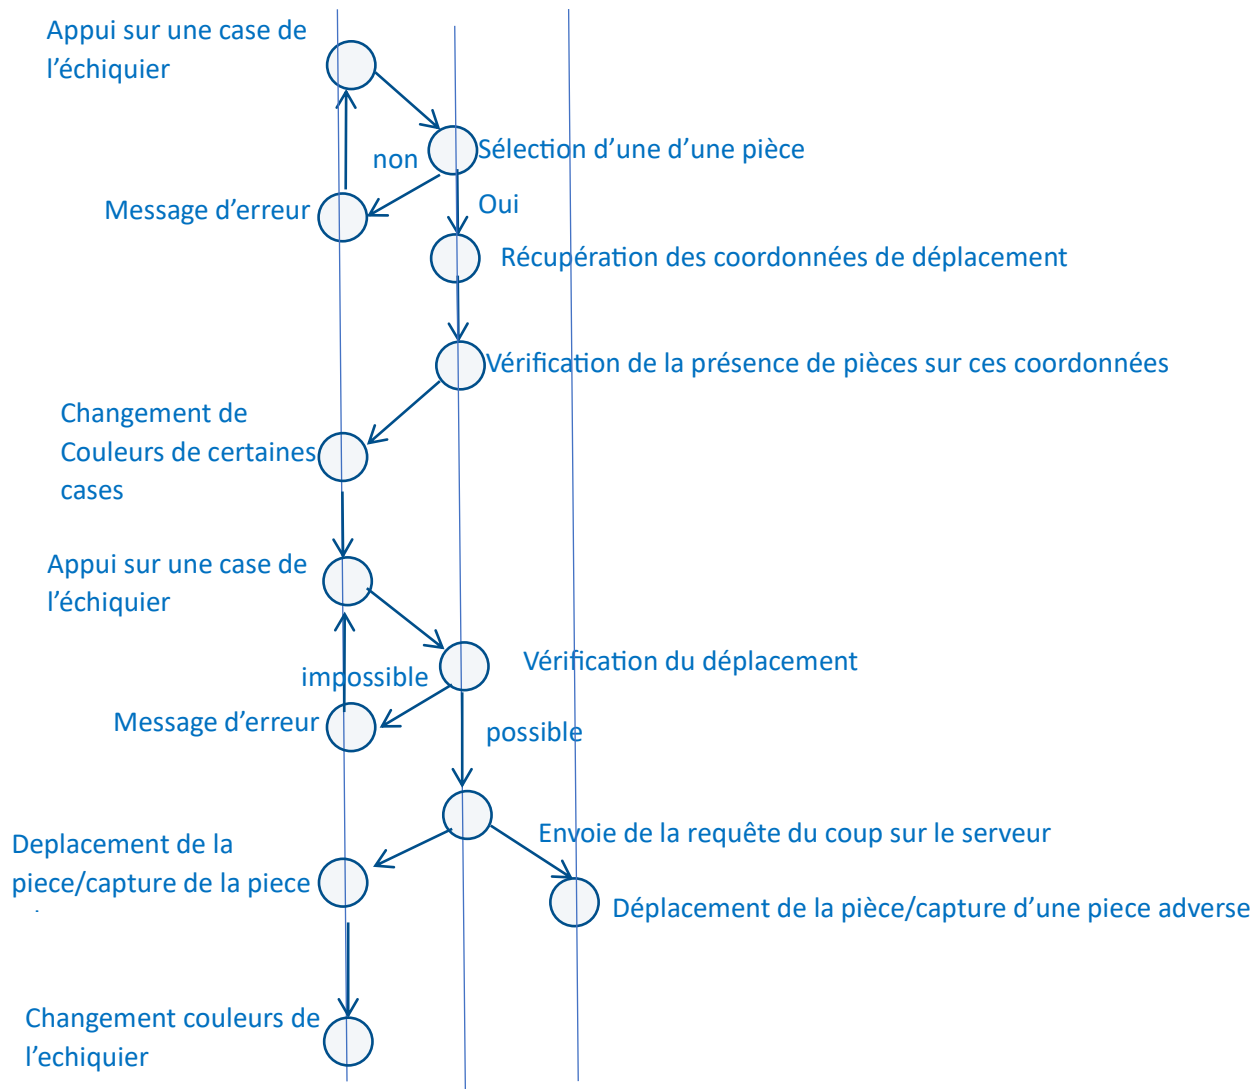 Appui sur une case de
l’échiquier
Sélection d’une d’une pièce
non
Message d’erreur
Oui
Récupération des coordonnées de déplacement
Vérification de la présence de pièces sur ces coordonnées
Changement de
Couleurs de certaines
cases
Appui sur une case de
l’échiquier
Vérification du déplacement
impossible
Message d’erreur
possible
Envoie de la requête du coup sur le serveur
Deplacement de la
piece/capture de la piece
Déplacement de la pièce/capture d’une piece adverse
Changement couleurs de
l’echiquier